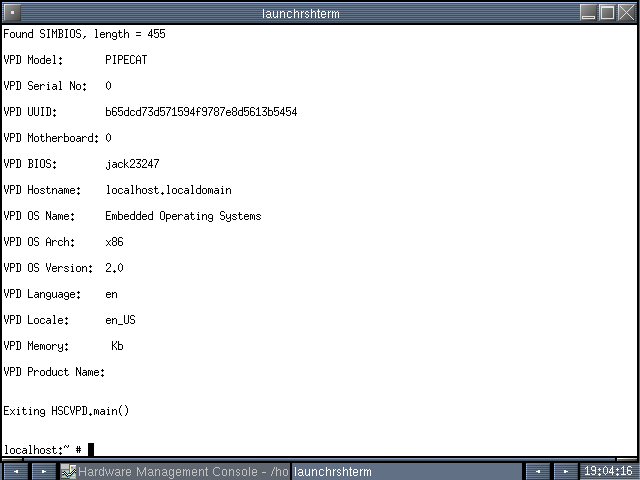 launchrshterm
Found SIMBIOS, length = 455
VPD Model: PIPECAT
VPD Serial No: 0
VPD UUID: b65dcd73d571594f9787e8d5613b5454
VPD Motherboard: 0
VPD BIOS: jack23247
VPD Hostname: localhost.localdomain
VPD OS Name: Embedded Operating Systems
VPD OS Arch: x86
VPD OS Version: 2.0
VPD Language: en
VPD Locale: en_US
VPD Memory: Kb
VPD Product Name:
Exiting HSCVPD.main()
localhost:~ #
Hardware Management Console - /ho launchrshterm 19:04:16